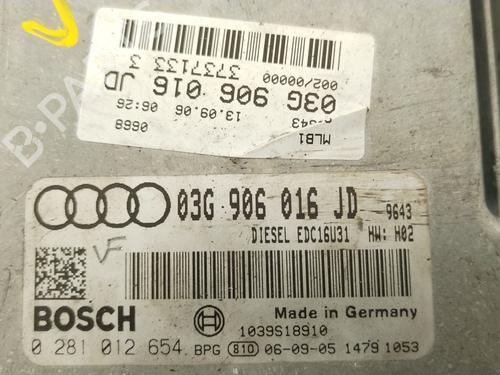 002/00000
3737133 3
03G 906 016 JD
13.09.06 06:26
0668
MLB1
03G 906 016 JD 9643
DIESEL EDC16U31 HW: H02
VF
BOSCH
Made in Germany
1039S18910
0 281 012 654 BPG 810 06-09-05 1479 1053